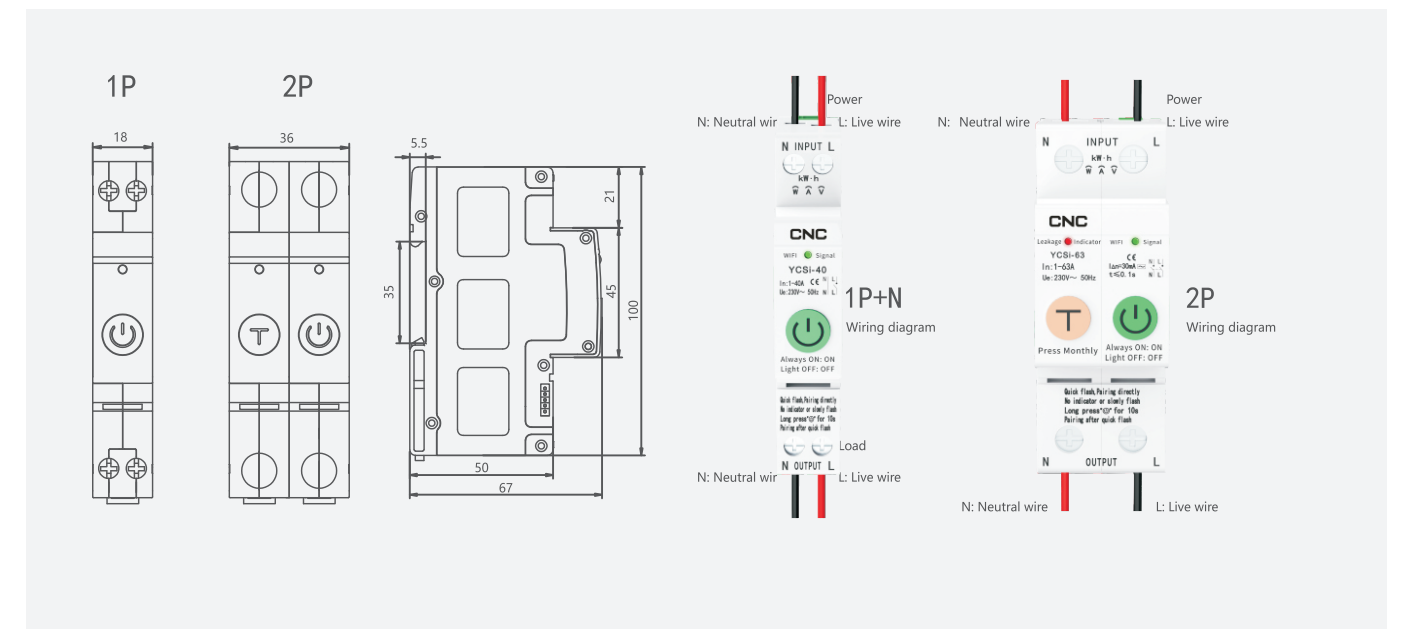 1P
2P
18
36
5.5
21
35
45
100
50
67
Power
N: Neutral wir
L: Live wire
N INPUT L
kW·h
W A V
CNC
WIFI Signal
YCSi-40
In:1~40A CE N L
Ue:230V~ 50Hz N L
Always ON: ON
Light OFF: OFF
Quick flash,Pairing directly
No indicator or slowly flash
Long press"⏻" for 10s
Pairing after quick flash
Load
N OUTPUT L
N: Neutral wir
L: Live wire
1P+N
Wiring diagram
Power
N: Neutral wire
L: Live wire
N INPUT L
kW·h
W A V
CNC
Leakage Indicator
WIFI Signal
YCSi-63
In:1~63A
Ue:230V~ 50Hz
CE
IΔn=30mA
t≤0.1s
N L
N L
T
Press Monthly
Always ON: ON
Light OFF: OFF
Quick flash,Pairing directly
No indicator or slowly flash
Long press"⏻" for 10s
Pairing after quick flash
N OUTPUT L
N: Neutral wire
L: Live wire
2P
Wiring diagram
T